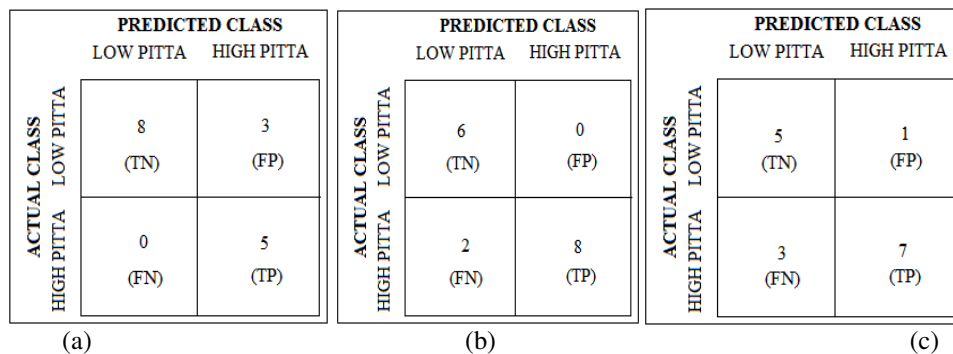 PREDICTED CLASS
LOW PITTA HIGH PITTA
ACTUAL CLASS
LOW PITTA
HIGH PITTA
8 3
(TN) (FP)
0 5
(FN) (TP)
(a)
PREDICTED CLASS
LOW PITTA HIGH PITTA
ACTUAL CLASS
LOW PITTA
HIGH PITTA
6 0
(TN) (FP)
2 8
(FN) (TP)
(b)
PREDICTED CLASS
LOW PITTA HIGH PITTA
ACTUAL CLASS
LOW PITTA
HIGH PITTA
5 1
(TN) (FP)
3 7
(FN) (TP)
(c)